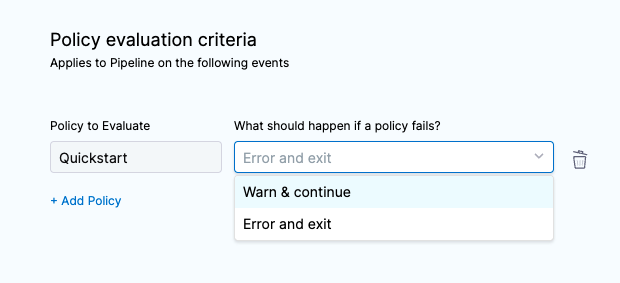 Policy evaluation criteria
Applies to Pipeline on the following events
Policy to Evaluate
What should happen if a policy fails?
Quickstart
Error and exit
Warn & continue
+ Add Policy
Error and exit